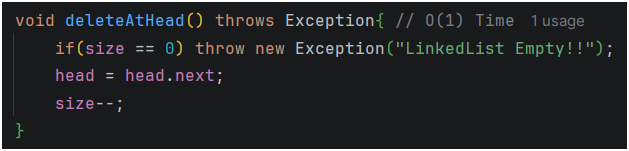 void deleteAtHead() throws Exception{ // O(1) Time 1 usage
if(size == 0) throw new Exception("LinkedList Empty!!");
head = head.next;
size--;
}